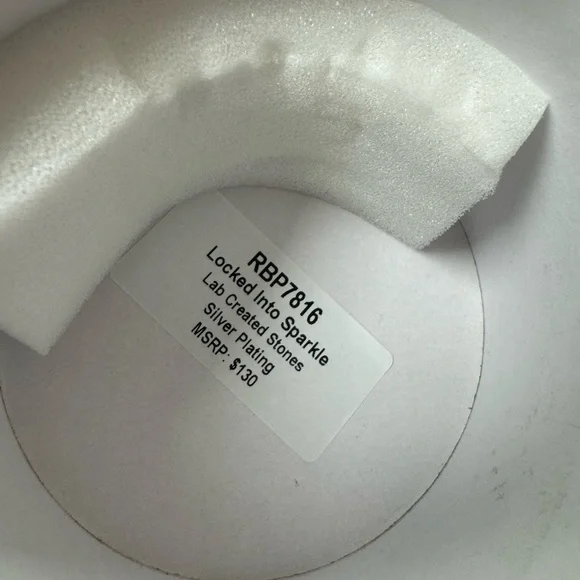 RBP7816
Locked Into Sparkle
Lab Created Stones
Silver Plating
MSRP: $130